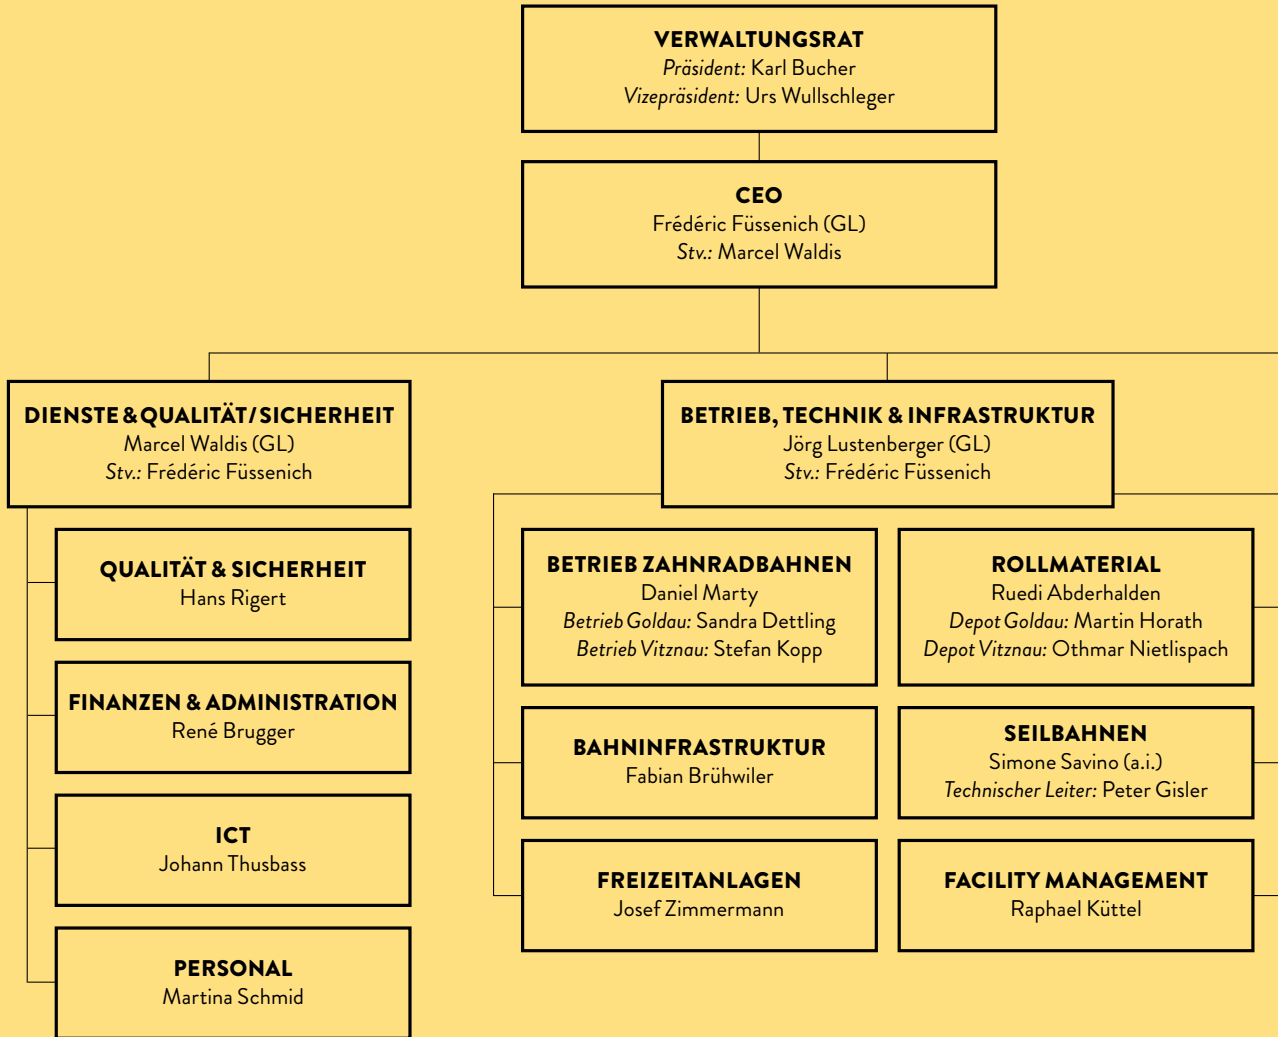 VERWALTUNGSRAT
Präsident: Karl Bucher
Vizepräsident: Urs Wullschleger
CEO
Frédéric Füssenich (GL)
Stv.: Marcel Waldis
DIENSTE & QUALITÄT/SICHERHEIT
Marcel Waldis (GL)
Stv.: Frédéric Füssenich
QUALITÄT & SICHERHEIT
Hans Rigert
FINANZEN & ADMINISTRATION
René Brugger
ICT
Johann Thusbass
PERSONAL
Martina Schmid
BETRIEB, TECHNIK & INFRASTRUKTUR
Jörg Lustenberger (GL)
Stv.: Frédéric Füssenich
BETRIEB ZAHNRADBAHNEN
Daniel Marty
Betrieb Goldau: Sandra Dettling
Betrieb Vitznau: Stefan Kopp
BAHNINFRASTRUKTUR
Fabian Brühwiler
FREIZEITANLAGEN
Josef Zimmermann
ROLLMATERIAL
Ruedi Abderhalden
Depot Goldau: Martin Horath
Depot Vitznau: Othmar Nietlispach
SEILBAHNEN
Simone Savino (a.i.)
Technischer Leiter: Peter Gisler
FACILITY MANAGEMENT
Raphael Küttel